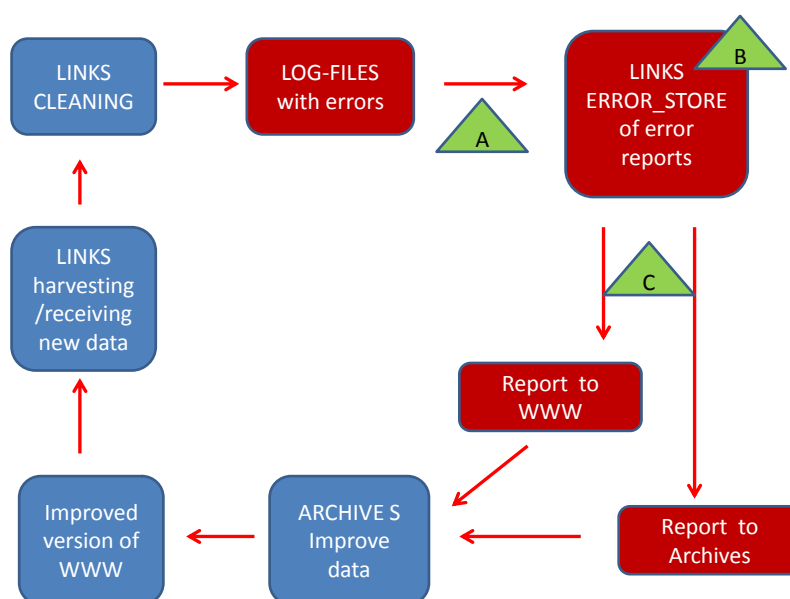 LINKS
CLEANING
LOG-FILES
with errors
A
LINKS
ERROR_STORE
of error
reports
B
LINKS
harvesting
/receiving
new data
C
Report to
WWW
Improved
version of
WWW
ARCHIVE S
Improve
data
Report to
Archives